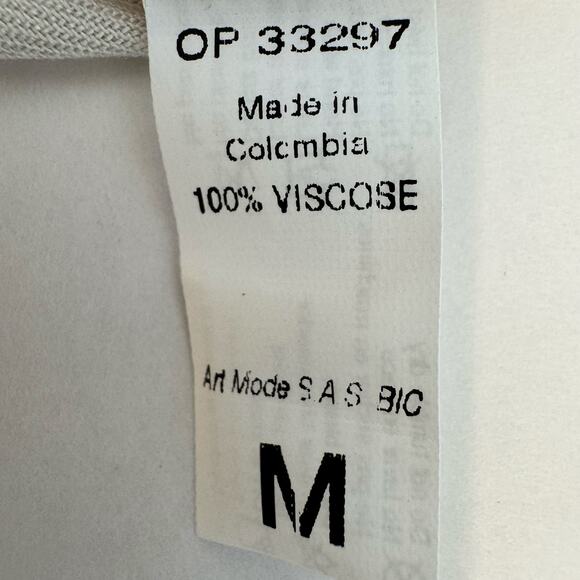 OP 33297
Made in
Colombia
100% VISCOSE
Art Mode S A S BIC
M